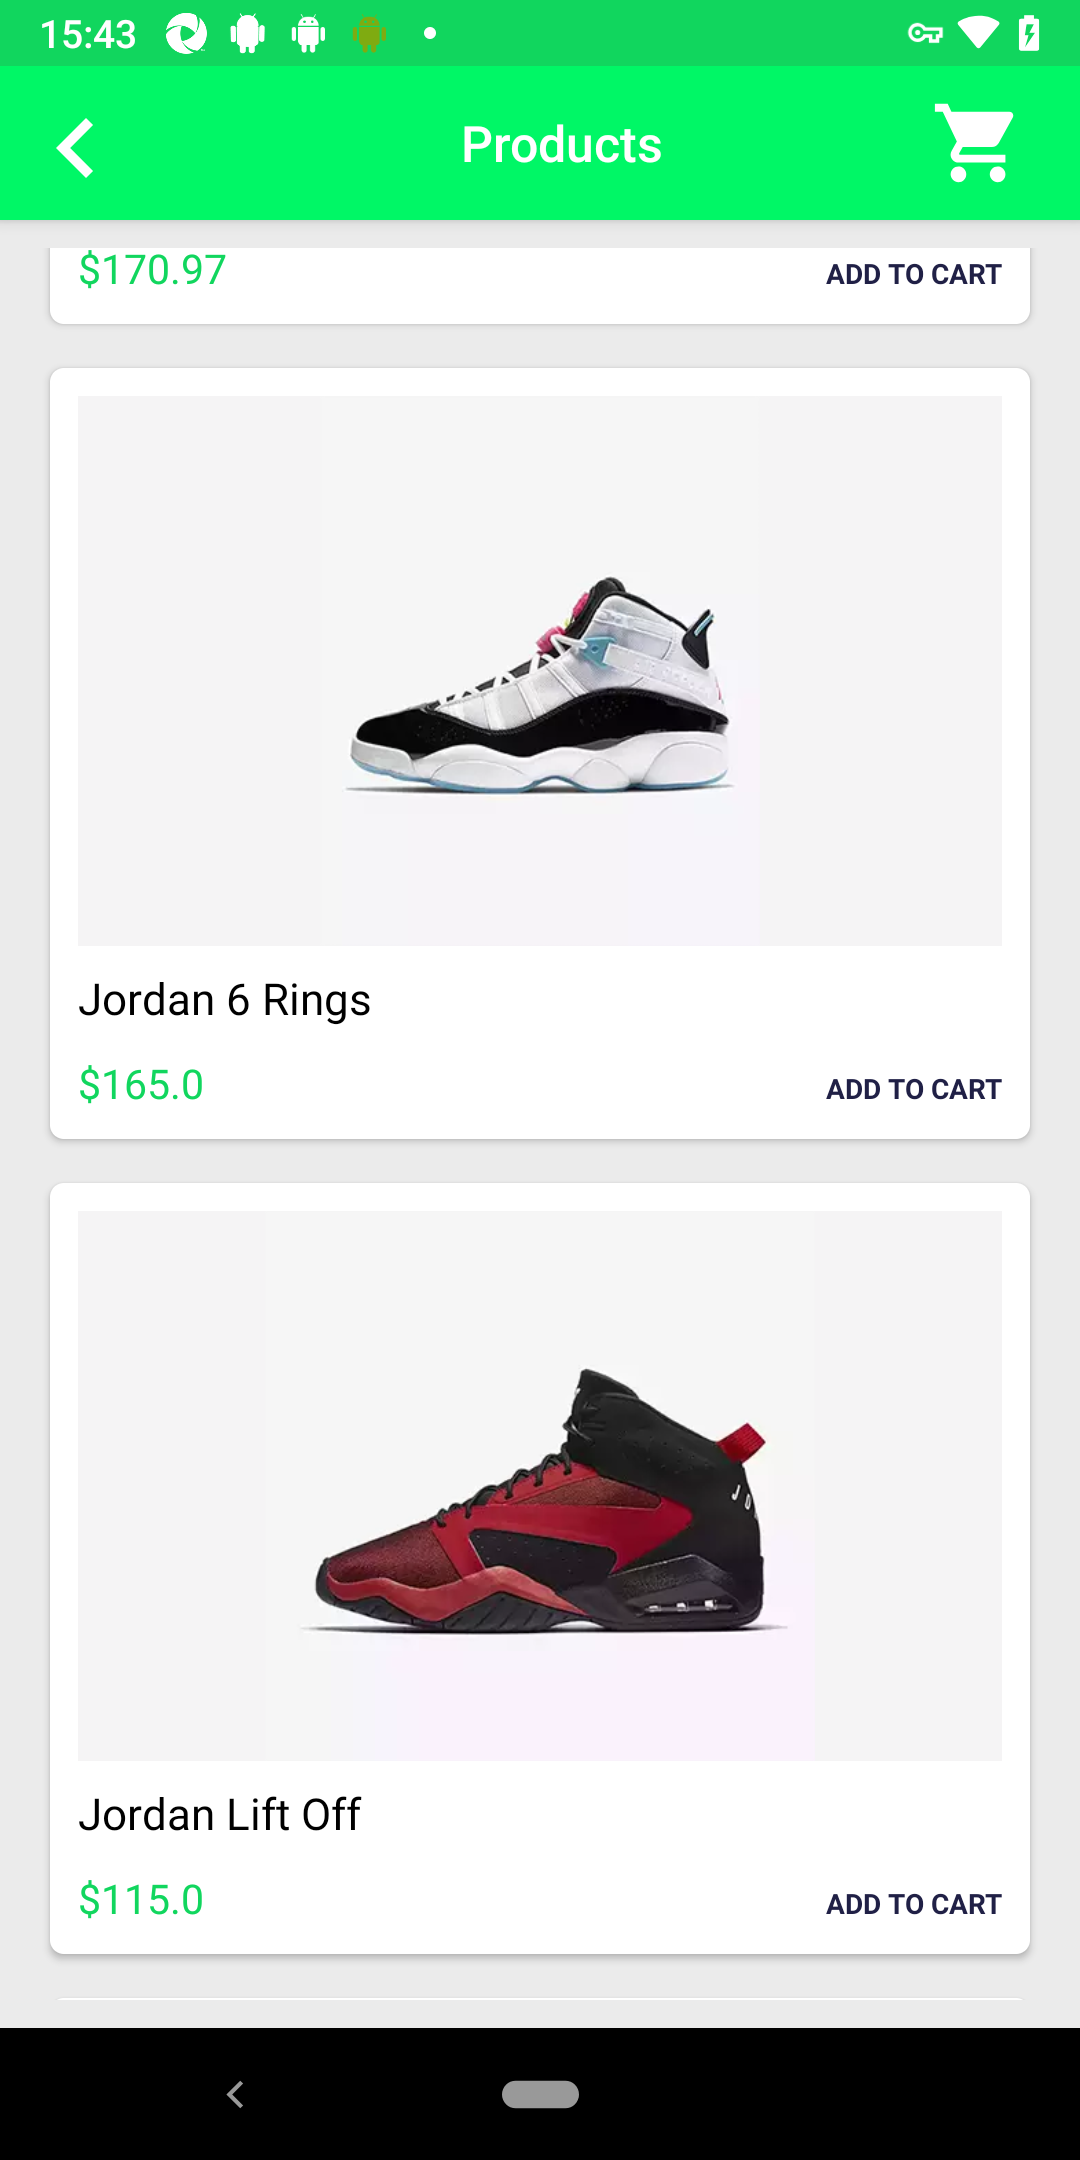 15:43
Products
$170.97 ADD TO CART
Jordan 6 Rings
$165.0 ADD TO CART
J O
Jordan Lift Off
$115.0 ADD TO CART